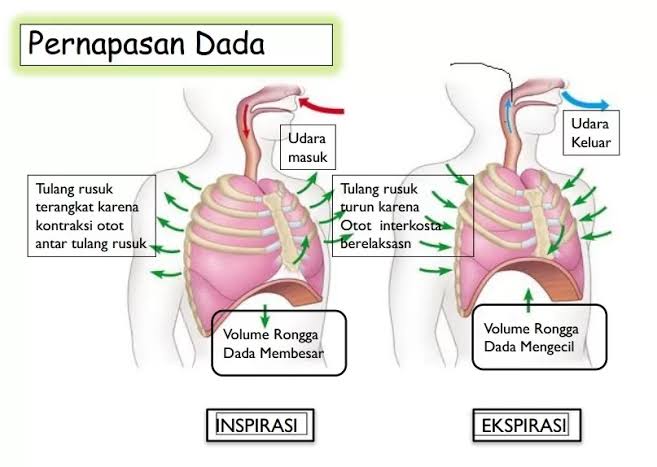 Pernapasan Dada
Udara
masuk
Tulang rusuk
terangkat karena
kontraksi otot
antar tulang rusuk
Volume Rongga
Dada Membesar
INSPIRASI
Udara
Keluar
Tulang rusuk
turun karena
Otot interkosta
berelaksasn
Volume Rongga
Dada Mengecil
EKSPIRASI